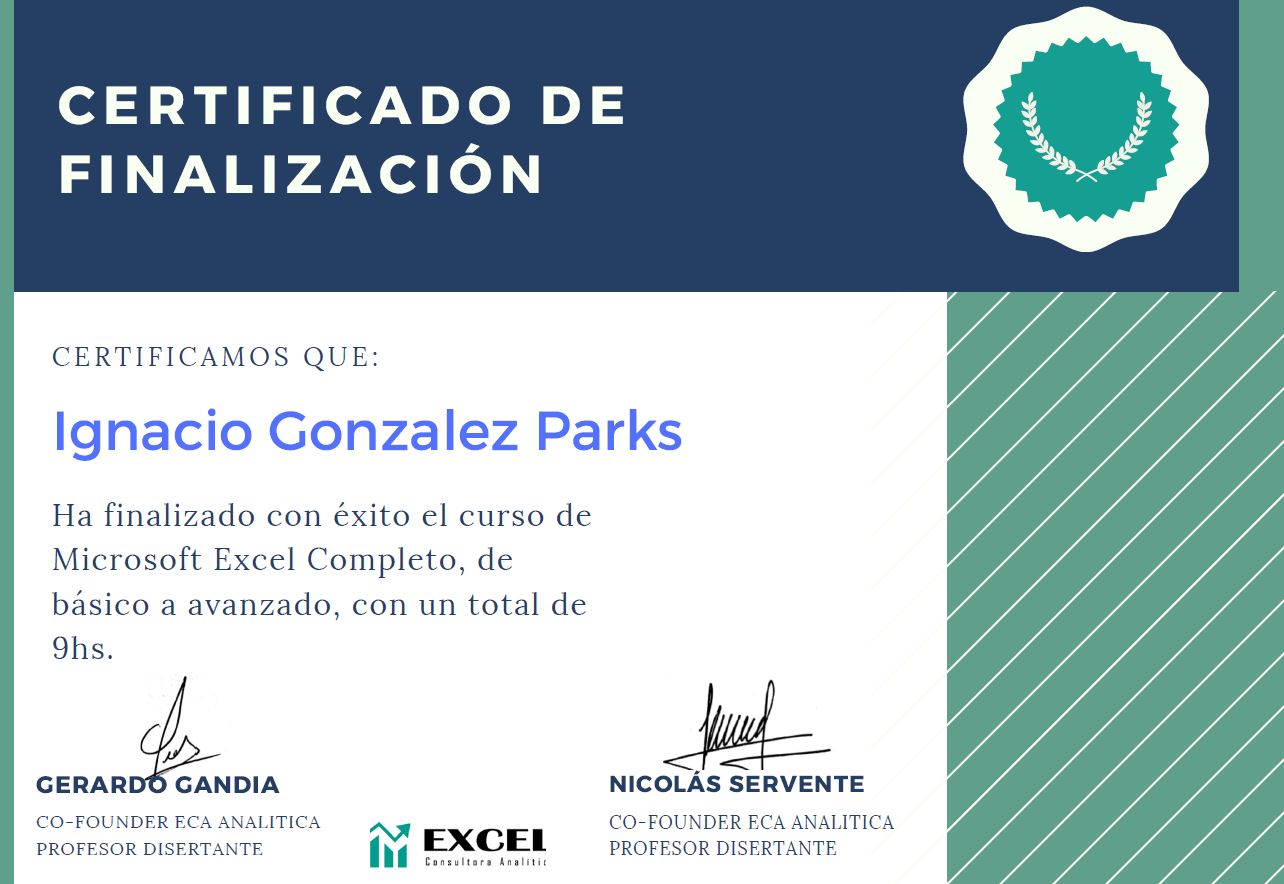 CERTIFICADO DE
FINALIZACIÓN
CERTIFICAMOS QUE:
Ignacio Gonzalez Parks
Ha finalizado con éxito el curso de
Microsoft Excel Completo, de
básico a avanzado, con un total de
9hs.
GERARDO GANDIA
CO-FOUNDER ECA ANALITICA
PROFESOR DISERTANTE
EXCEL
Consultora Analític
NICOLÁS SERVENTE
CO-FOUNDER ECA ANALITICA
PROFESOR DISERTANTE